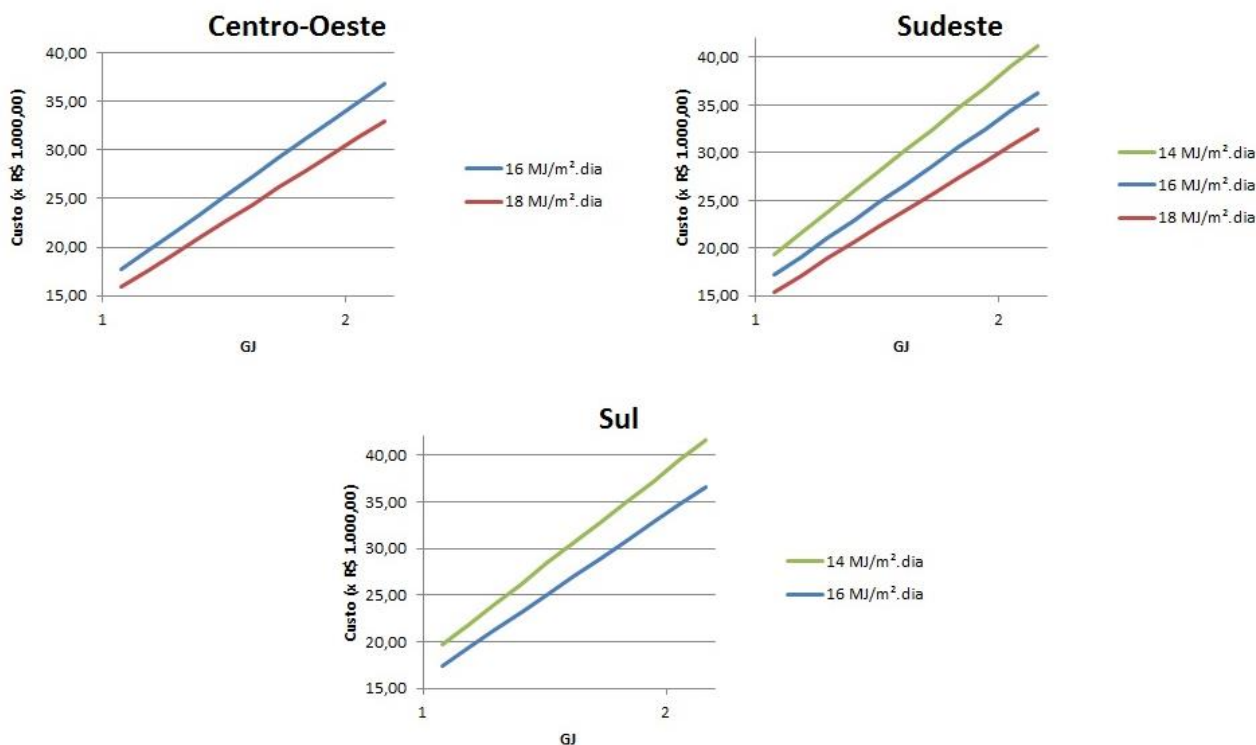 Centro-Oeste
Custo (x R$ 1.000,00)
40,00
35,00
30,00
25,00
20,00
15,00
1
2
GJ
16 MJ/m².dia
18 MJ/m².dia
Sudeste
Custo (x R$ 1.000,00)
40,00
35,00
30,00
25,00
20,00
15,00
1
2
GJ
14 MJ/m².dia
16 MJ/m².dia
18 MJ/m².dia
Sul
Custo (x R$ 1.000,00)
40,00
35,00
30,00
25,00
20,00
15,00
1
2
GJ
14 MJ/m².dia
16 MJ/m².dia